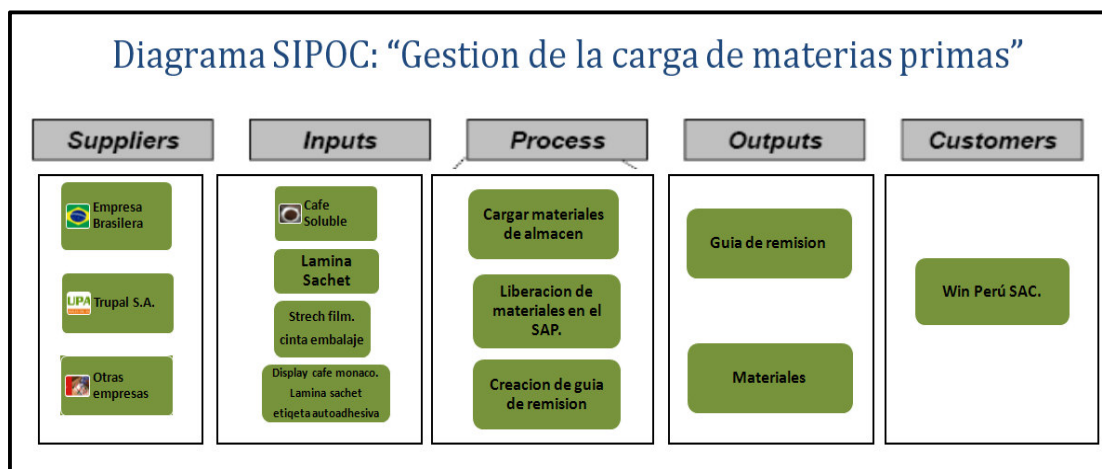 Diagrama SIPOC: “Gestion de la carga de materias primas”
Suppliers
Inputs
Process
Outputs
Customers
Empresa
Brasilera
UPA
Trupal S.A.
Otras
empresas
Cafe
Soluble
Lamina
Sachet
Strech film.
cinta embalaje
Display cafe monaco.
Lamina sachet
etiqeta autoadhesiva
Cargar materiales
de almacen
Liberacion de
materiales en el
SAP.
Creacion de guia
de remision
Guia de remision
Materiales
Win Perú SAC.